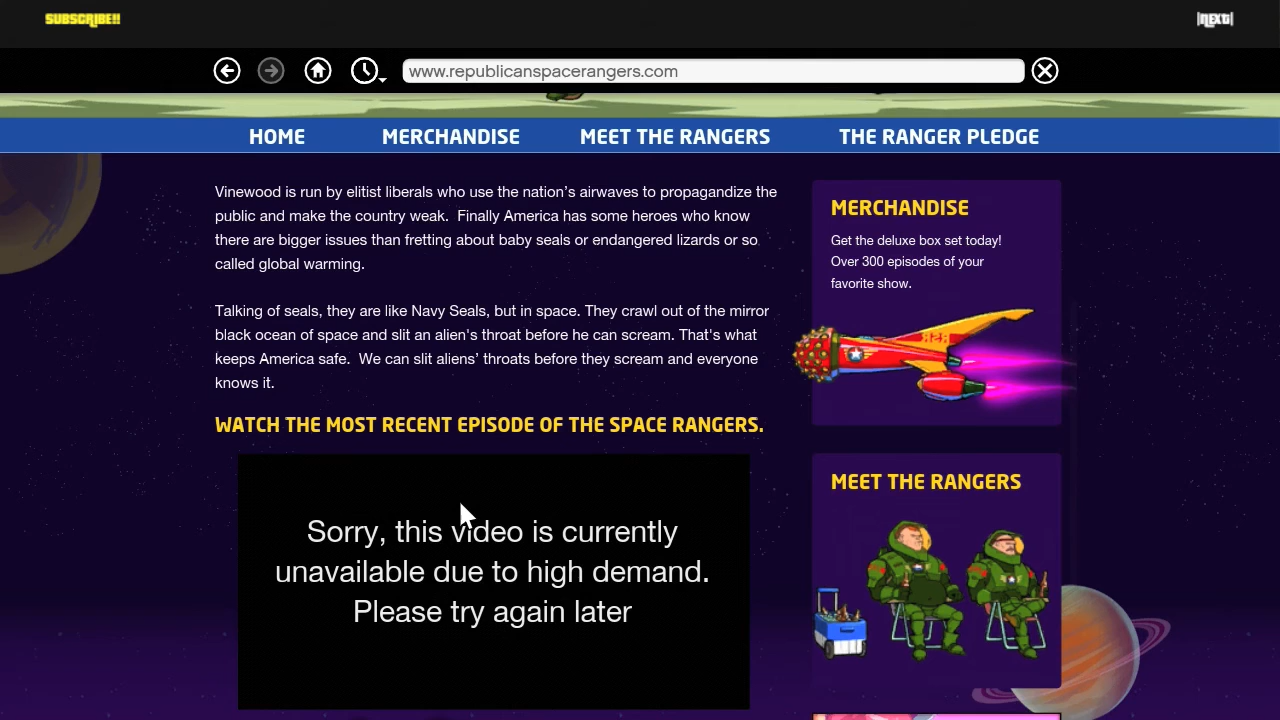 SUBSCRIBE!!
NEXT
www.republicanspacerangers.com
HOME
MERCHANDISE
MEET THE RANGERS
THE RANGER PLEDGE
Vinewood is run by elitist liberals who use the nation's airwaves to propagandize the
public and make the country weak.  Finally America has some heroes who know
there are bigger issues than fretting about baby seals or endangered lizards or so
called global warming.
Talking of seals, they are like Navy Seals, but in space. They crawl out of the mirror
black ocean of space and slit an alien's throat before he can scream. That's what
keeps America safe.  We can slit aliens' throats before they scream and everyone
knows it.
WATCH THE MOST RECENT EPISODE OF THE SPACE RANGERS.
Sorry, this video is currently
unavailable due to high demand.
Please try again later
MERCHANDISE
Get the deluxe box set today!
Over 300 episodes of your
favorite show.
MEET THE RANGERS